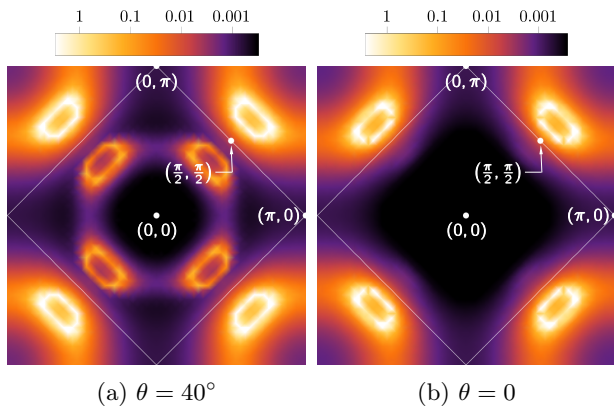 1 0.1 0.01 0.001
1 0.1 0.01 0.001
(0, π)
(0, π)
(π/2, π/2)
(π/2, π/2)
(π, 0)
(π, 0)
(0, 0)
(0, 0)
(a) θ = 40°
(b) θ = 0